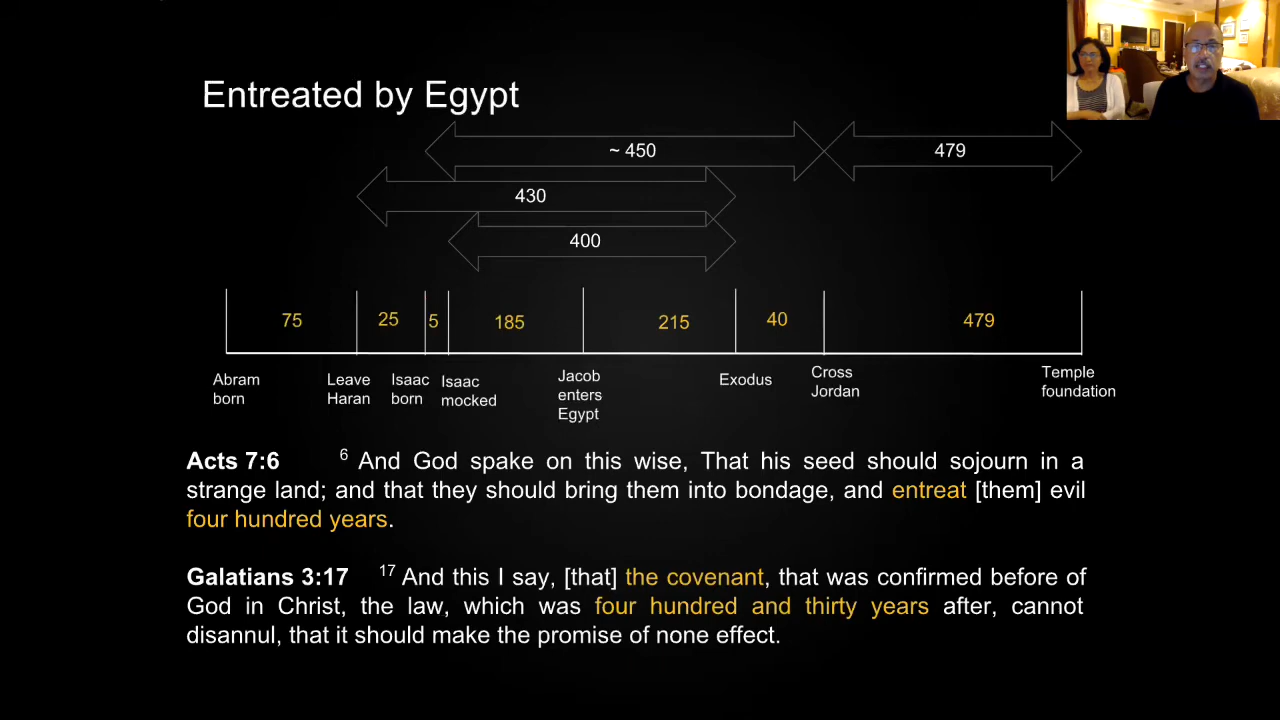 Entreated by Egypt
~ 450
479
430
400
75
25
5
185
215
40
479
Abram
born
Leave
Haran
Isaac
born
Isaac
mocked
Jacob
enters
Egypt
Exodus
Cross
Jordan
Temple
foundation
Acts 7:6 6 And God spake on this wise, That his seed should sojourn in a
strange land; and that they should bring them into bondage, and entreat [them] evil
four hundred years.
Galatians 3:17 17 And this I say, [that] the covenant, that was confirmed before of
God in Christ, the law, which was four hundred and thirty years after, cannot
disannul, that it should make the promise of none effect.